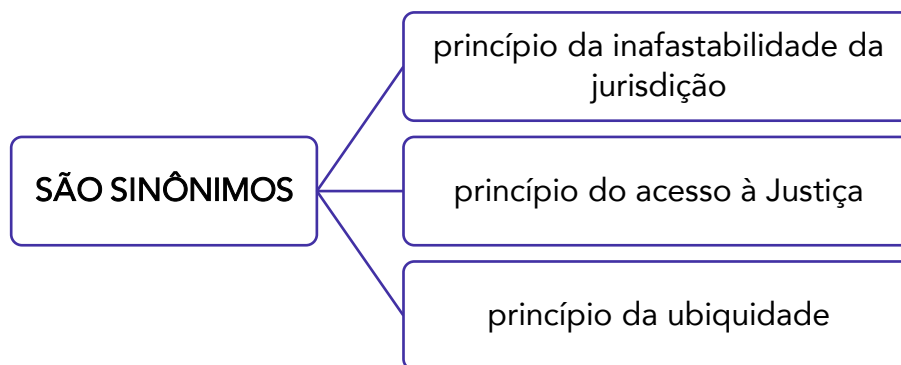 princípio da inafastabilidade da
jurisdição
SÃO SINÔNIMOS
princípio do acesso à Justiça
princípio da ubiquidade